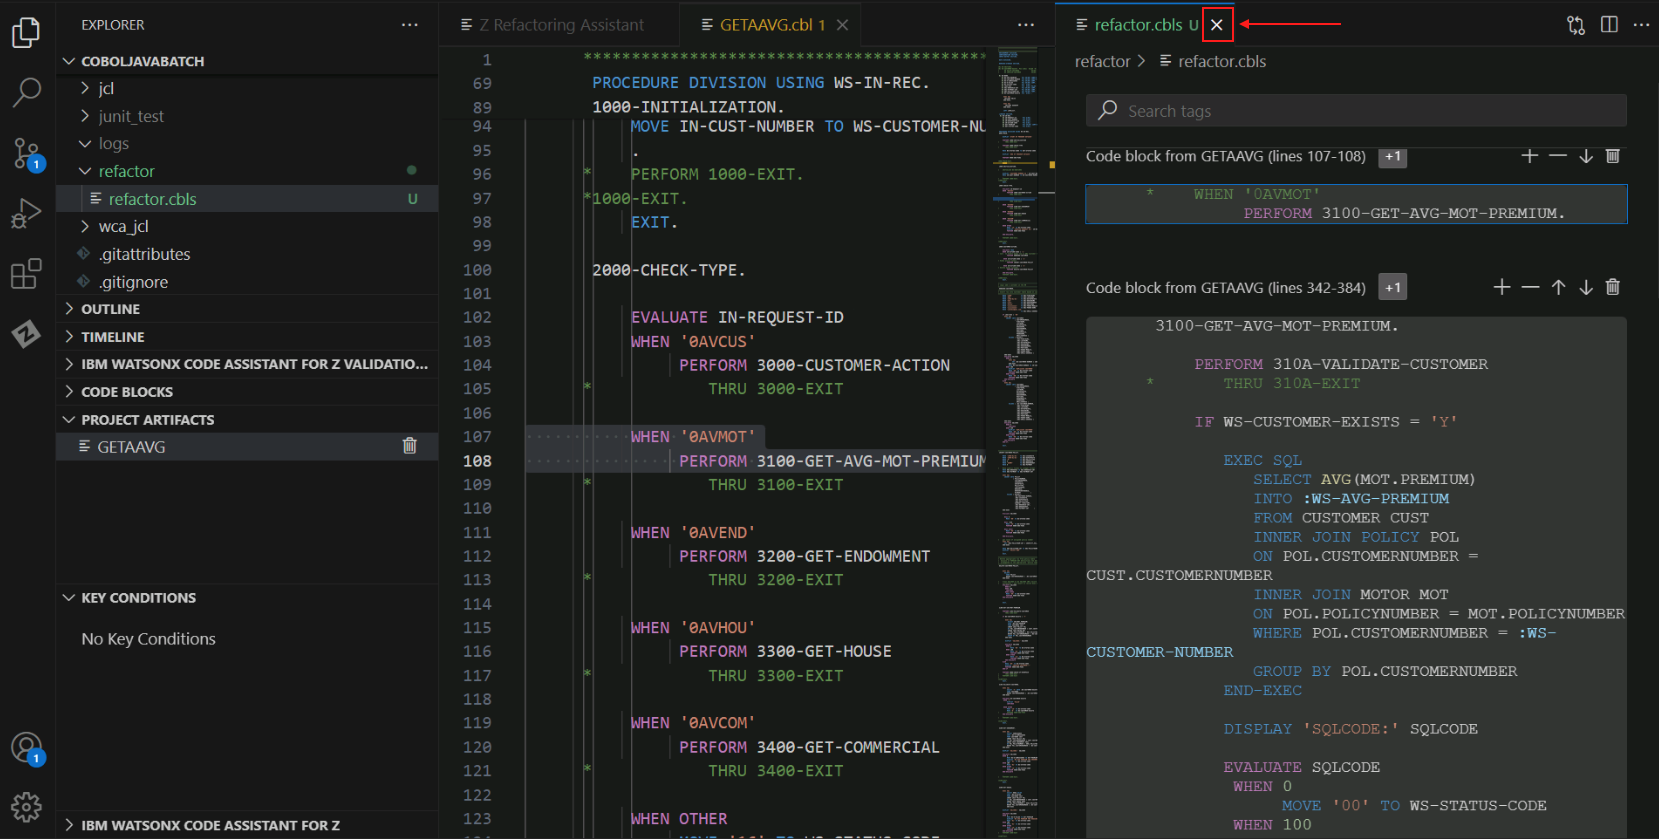 EXPLORER
COBOLJAVABATCH
jcl
junit_test
logs
refactor
refactor.cbls U
wca_jcl
.gitattributes
.gitignore
OUTLINE
TIMELINE
IBM WATSONX CODE ASSISTANT FOR Z VALIDATIO...
CODE BLOCKS
PROJECT ARTIFACTS
GETAAVG
KEY CONDITIONS
No Key Conditions
IBM WATSONX CODE ASSISTANT FOR Z
1
1
Z Refactoring Assistant
GETAAVG.cbl 1
1 ******************************************
69 PROCEDURE DIVISION USING WS-IN-REC.
89 1000-INITIALIZATION.
94 MOVE IN-CUST-NUMBER TO WS-CUSTOMER-NU
95 .
96 * PERFORM 1000-EXIT.
97 *1000-EXIT.
98 EXIT.
99
100 2000-CHECK-TYPE.
101
102 EVALUATE IN-REQUEST-ID
103 WHEN '0AVCUS'
104 PERFORM 3000-CUSTOMER-ACTION
105 * THRU 3000-EXIT
106
107 WHEN '0AVMOT'
108 PERFORM 3100-GET-AVG-MOT-PREMIUM
109 * THRU 3100-EXIT
110
111 WHEN '0AVEND'
112 PERFORM 3200-GET-ENDOWMENT
113 * THRU 3200-EXIT
114
115 WHEN '0AVHOU'
116 PERFORM 3300-GET-HOUSE
117 * THRU 3300-EXIT
118
119 WHEN '0AVCOM'
120 PERFORM 3400-GET-COMMERCIAL
121 * THRU 3400-EXIT
122
123 WHEN OTHER
refactor.cbls U
refactor > refactor.cbls
Search tags
Code block from GETAAVG (lines 107-108) +1
* WHEN '0AVMOT'
PERFORM 3100-GET-AVG-MOT-PREMIUM.
Code block from GETAAVG (lines 342-384) +1
3100-GET-AVG-MOT-PREMIUM.
PERFORM 310A-VALIDATE-CUSTOMER
* THRU 310A-EXIT
IF WS-CUSTOMER-EXISTS = 'Y'
EXEC SQL
SELECT AVG(MOT.PREMIUM)
INTO :WS-AVG-PREMIUM
FROM CUSTOMER CUST
INNER JOIN POLICY POL
ON POL.CUSTOMERNUMBER =
CUST.CUSTOMERNUMBER
INNER JOIN MOTOR MOT
ON POL.POLICYNUMBER = MOT.POLICYNUMBER
WHERE POL.CUSTOMERNUMBER = :WS-
CUSTOMER-NUMBER
GROUP BY POL.CUSTOMERNUMBER
END-EXEC
DISPLAY 'SQLCODE:' SQLCODE
EVALUATE SQLCODE
WHEN 0
MOVE '00' TO WS-STATUS-CODE
WHEN 100